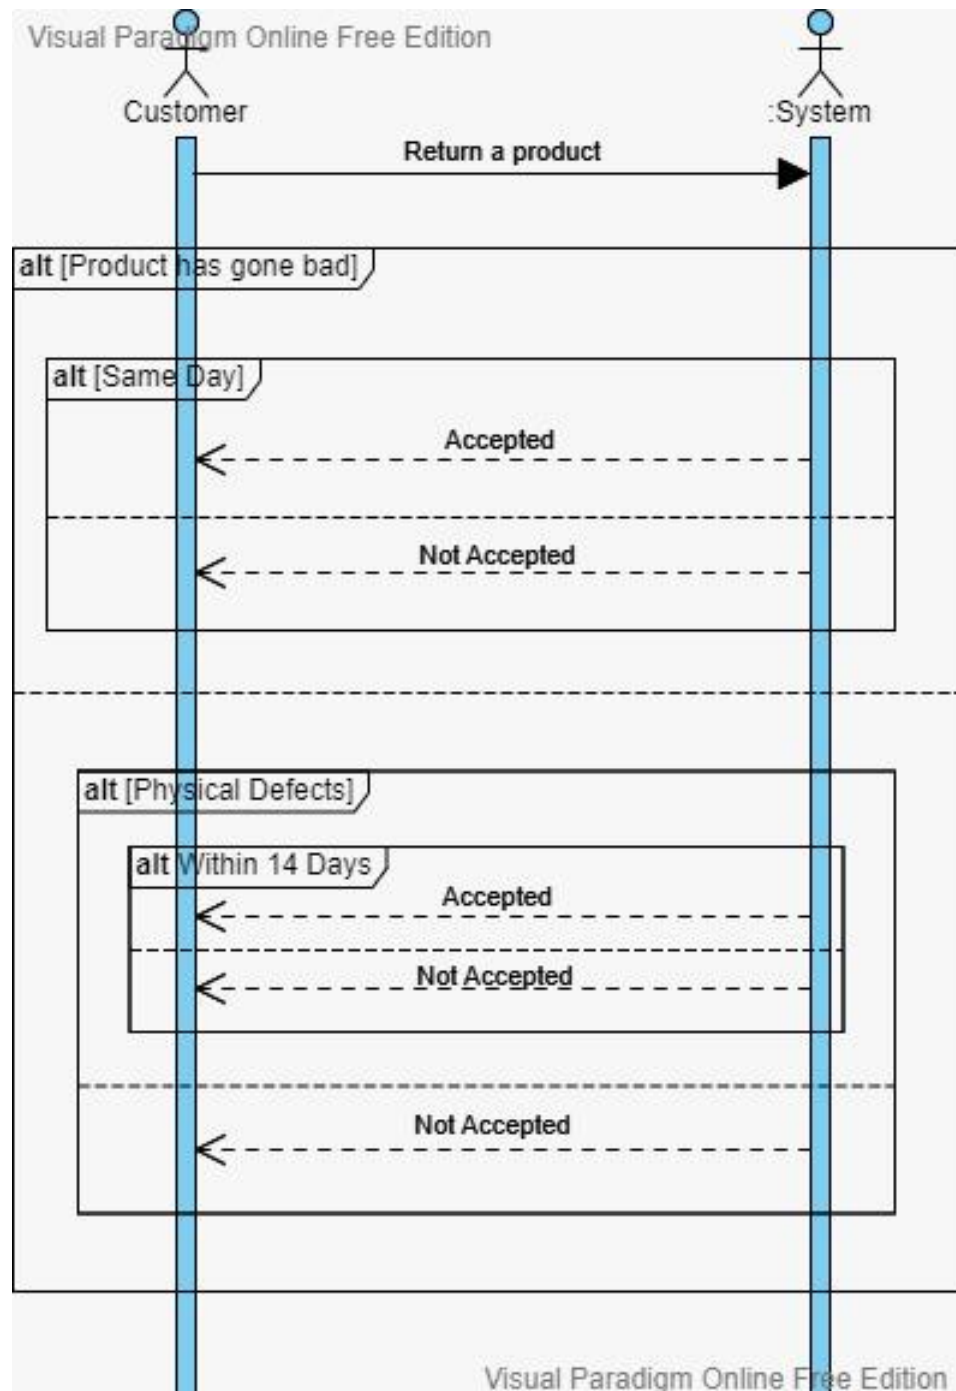 Visual Paradigm Online Free Edition
Customer
:System
Return a product
alt [Product has gone bad]
alt [Same Day]
Accepted
Not Accepted
alt [Physical Defects]
alt Within 14 Days
Accepted
Not Accepted
Not Accepted
Visual Paradigm Online Free Edition